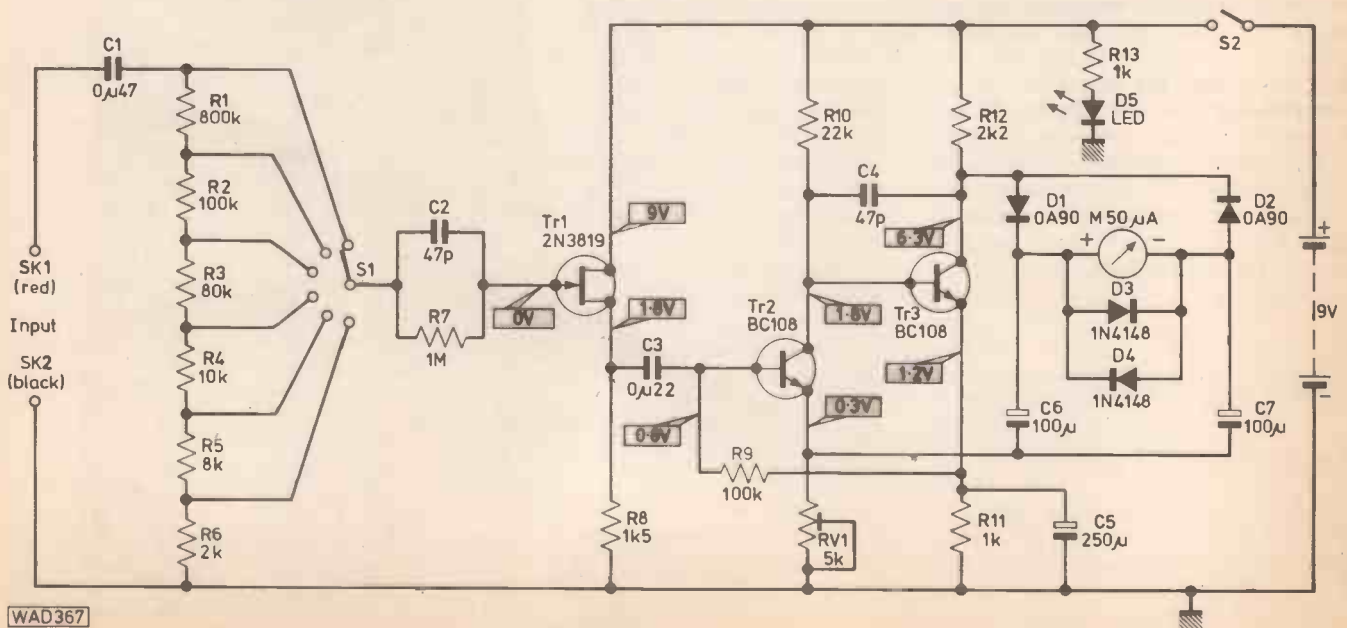 C1
0µ47
R1
800k
R2
100k
R3
80k
R4
10k
R5
8k
R6
2k
SK1
(red)
Input
SK2
(black)
S1
C2
47p
R7
1M
0V
Tr1
2N3819
9V
1·8V
C3
0µ22
0·8V
R8
1k5
R9
100k
R10
22k
C4
47p
Tr2
BC108
1·8V
0·3V
RV1
5k
R12
2k2
6·3V
Tr3
BC108
1·2V
R11
1k
C5
250µ
R13
1k
D5
LED
S2
D1
0A90
M 50µA
+ -
D2
0A90
D3
1N4148
D4
1N4148
C6
100µ
C7
100µ
+
9V
-
WAD367